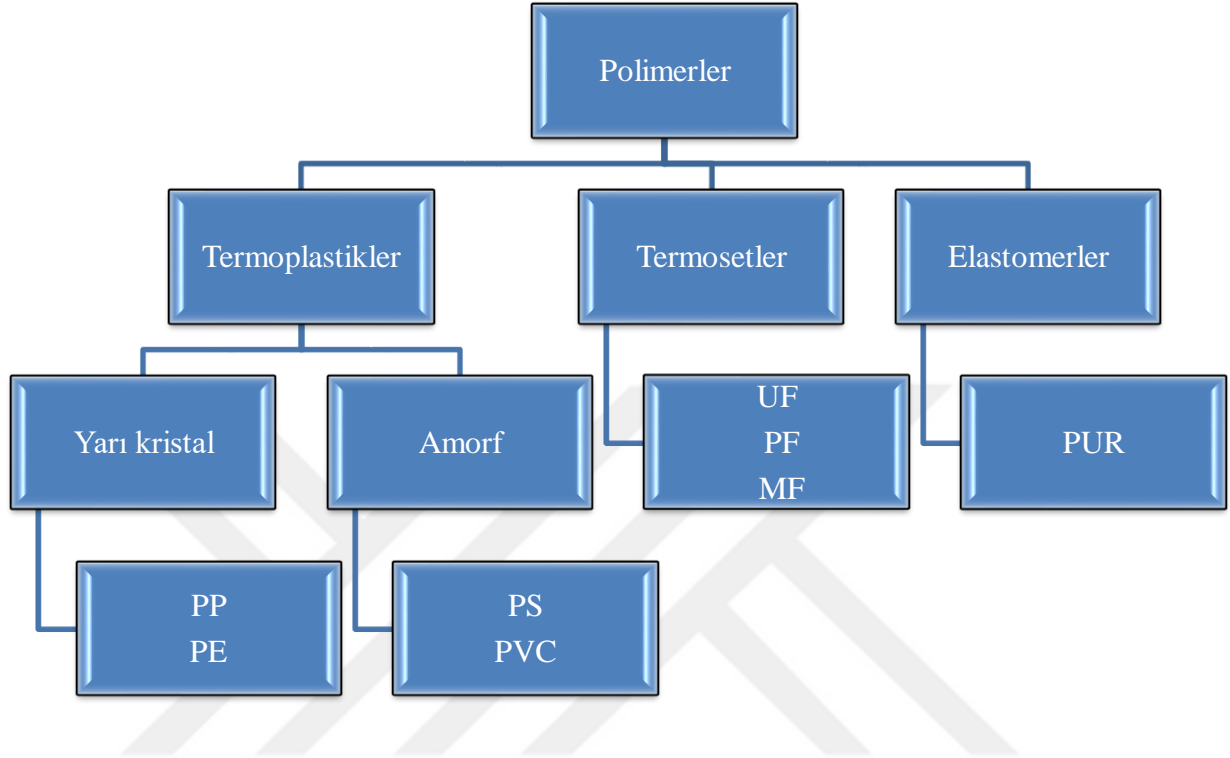 Polimerler
Termoplastikler
Termosetler
Elastomerler
Yarı kristal
Amorf
UF
PF
MF
PUR
PP
PE
PS
PVC